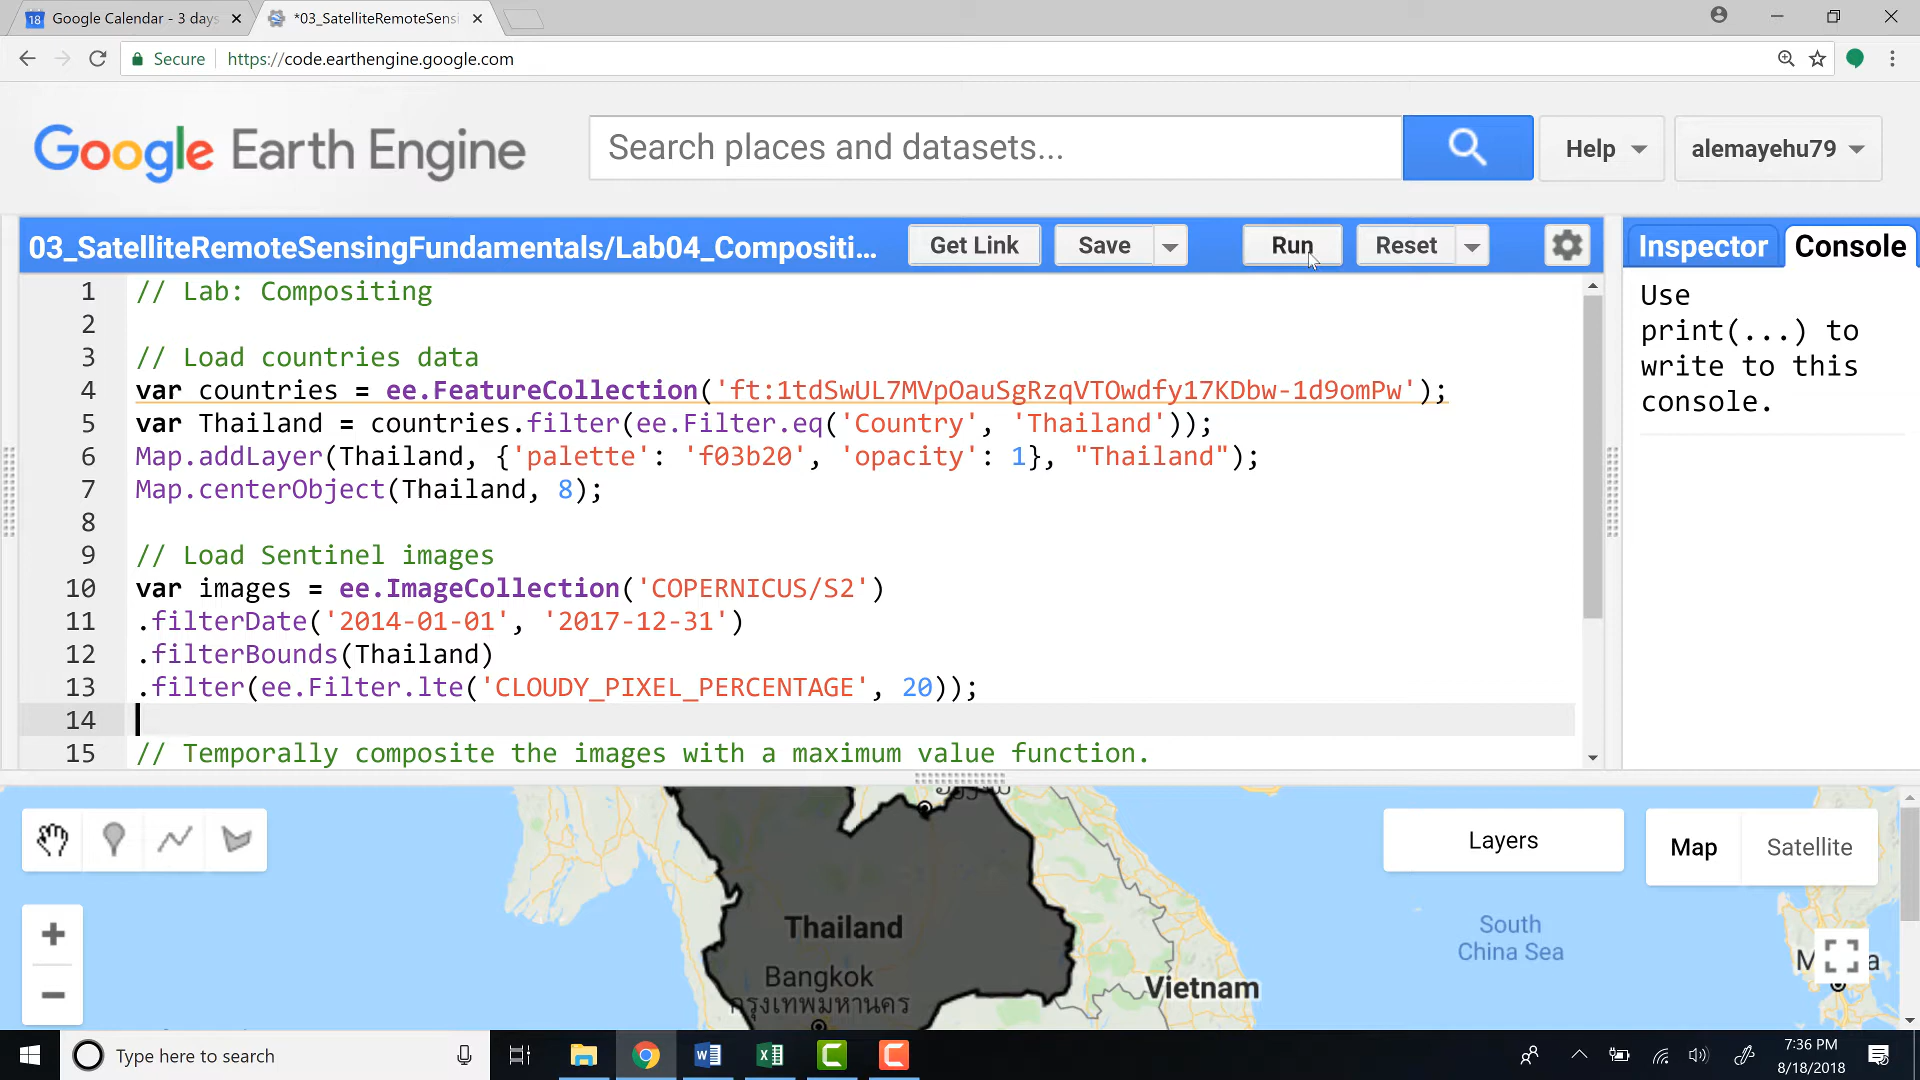 18 Google Calendar - 3 days
*03_SatelliteRemoteSensi
Secure
https://code.earthengine.google.com
Google Earth Engine
Search places and datasets...
Help
alemayehu79
03_SatelliteRemoteSensingFundamentals/Lab04_Compositi...
Get Link
Save
Run
Reset
Inspector
Console
1 // Lab: Compositing
2
3 // Load countries data
4 var countries = ee.FeatureCollection('ft:1tdSwUL7MVpOauSgRzqVTOwdfy17KDbw-1d9omPw');
5 var Thailand = countries.filter(ee.Filter.eq('Country', 'Thailand'));
6 Map.addLayer(Thailand, {'palette': 'f03b20', 'opacity': 1}, "Thailand");
7 Map.centerObject(Thailand, 8);
8
9 // Load Sentinel images
10 var images = ee.ImageCollection('COPERNICUS/S2')
11 .filterDate('2014-01-01', '2017-12-31')
12 .filterBounds(Thailand)
13 .filter(ee.Filter.lte('CLOUDY_PIXEL_PERCENTAGE', 20));
14
15 // Temporally composite the images with a maximum value function.
Use
print(...) to
write to this
console.
Layers
Map
Satellite
Thailand
Bangkok
กรุงเทพมหานคร
Vietnam
South
China Sea
Type here to search
7:36 PM
8/18/2018